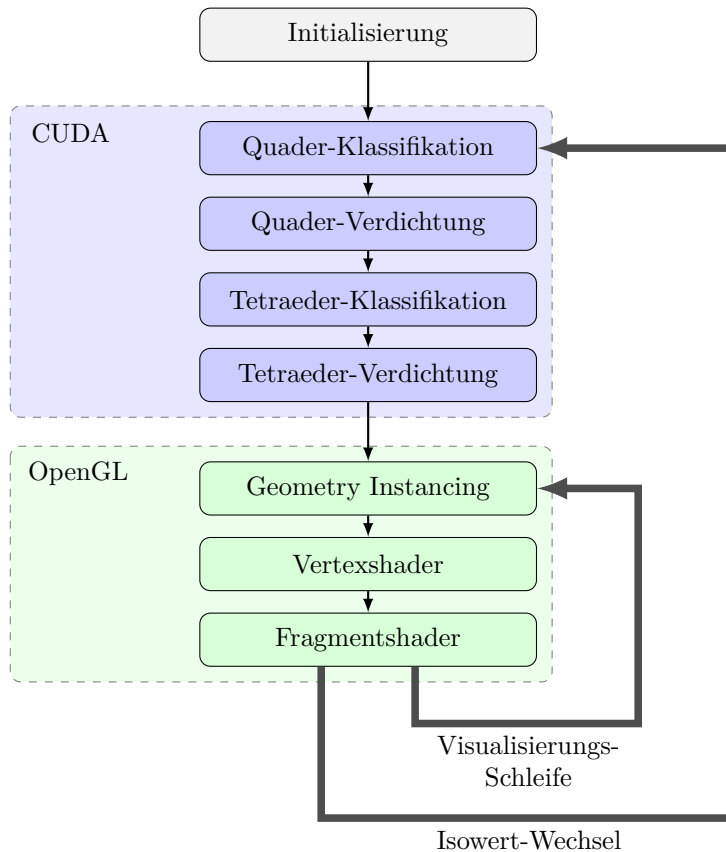 Initialisierung
CUDA
Quader-Klassifikation
Quader-Verdichtung
Tetraeder-Klassifikation
Tetraeder-Verdichtung
OpenGL
Geometry Instancing
Vertexshader
Fragmentshader
Visualisierungs-
Schleife
Isowert-Wechsel